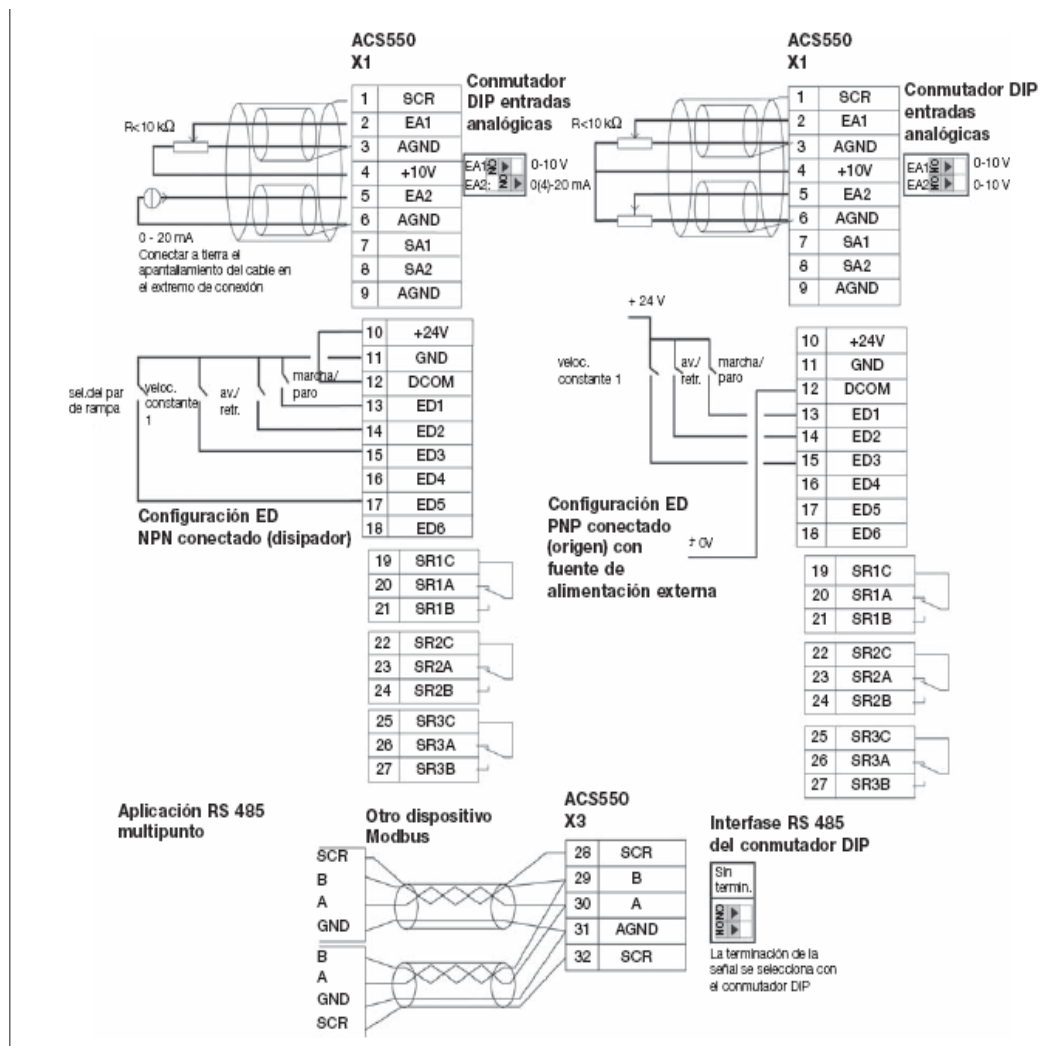 ACS550
X1
Conmutador
DIP entradas
analógicas
R<10 kΩ
1 SCR
2 EA1
3 AGND
4 +10V
5 EA2
6 AGND
7 SA1
8 SA2
9 AGND
EA1: ON 0-10 V
EA2: ON 0(4)-20 mA
0 - 20 mA
Conectar a tierra el
apantallamiento del cable en
el extremo de conexión
10 +24V
11 GND
12 DCOM
13 ED1
14 ED2
15 ED3
16 ED4
17 ED5
18 ED6
sel.del par
de rampa
veloc.
constante
1
av./
retr.
marcha/
paro
Configuración ED
NPN conectado (disipador)
19 SR1C
20 SR1A
21 SR1B
22 SR2C
23 SR2A
24 SR2B
25 SR3C
26 SR3A
27 SR3B
ACS550
X1
Conmutador DIP
entradas
analógicas
R<10 kΩ
1 SCR
2 EA1
3 AGND
4 +10V
5 EA2
6 AGND
7 SA1
8 SA2
9 AGND
EA1: 0-10 V
EA2: 0-10 V
+ 24 V
veloc.
constante 1
av./
retr.
marcha/
paro
10 +24V
11 GND
12 DCOM
13 ED1
14 ED2
15 ED3
16 ED4
17 ED5
18 ED6
Configuración ED
PNP conectado
(origen) con
fuente de
alimentación externa
± 0V
19 SR1C
20 SR1A
21 SR1B
22 SR2C
23 SR2A
24 SR2B
25 SR3C
26 SR3A
27 SR3B
Aplicación RS 485
multipunto
Otro dispositivo
Modbus
SCR
B
A
GND
B
A
GND
SCR
ACS550
X3
28 SCR
29 B
30 A
31 AGND
32 SCR
Interfase RS 485
del conmutador DIP
Sin
termin.
La terminación de la
señal se selecciona con
el conmutador DIP